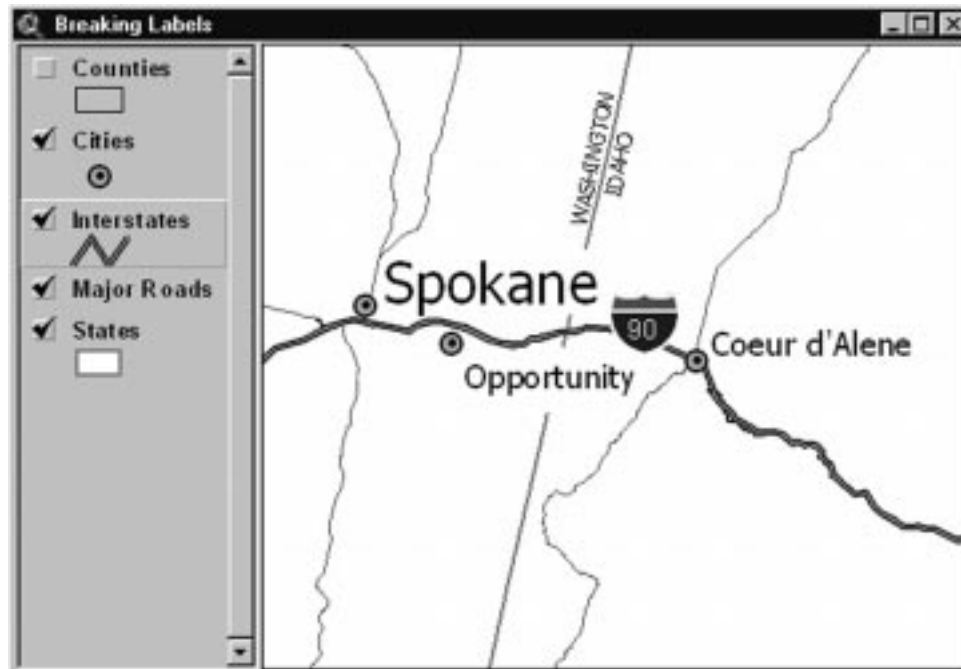 Breaking Labels
Counties
Cities
Interstates
Major Roads
States
WASHINGTON
IDAHO
Spokane
90
Coeur d'Alene
Opportunity